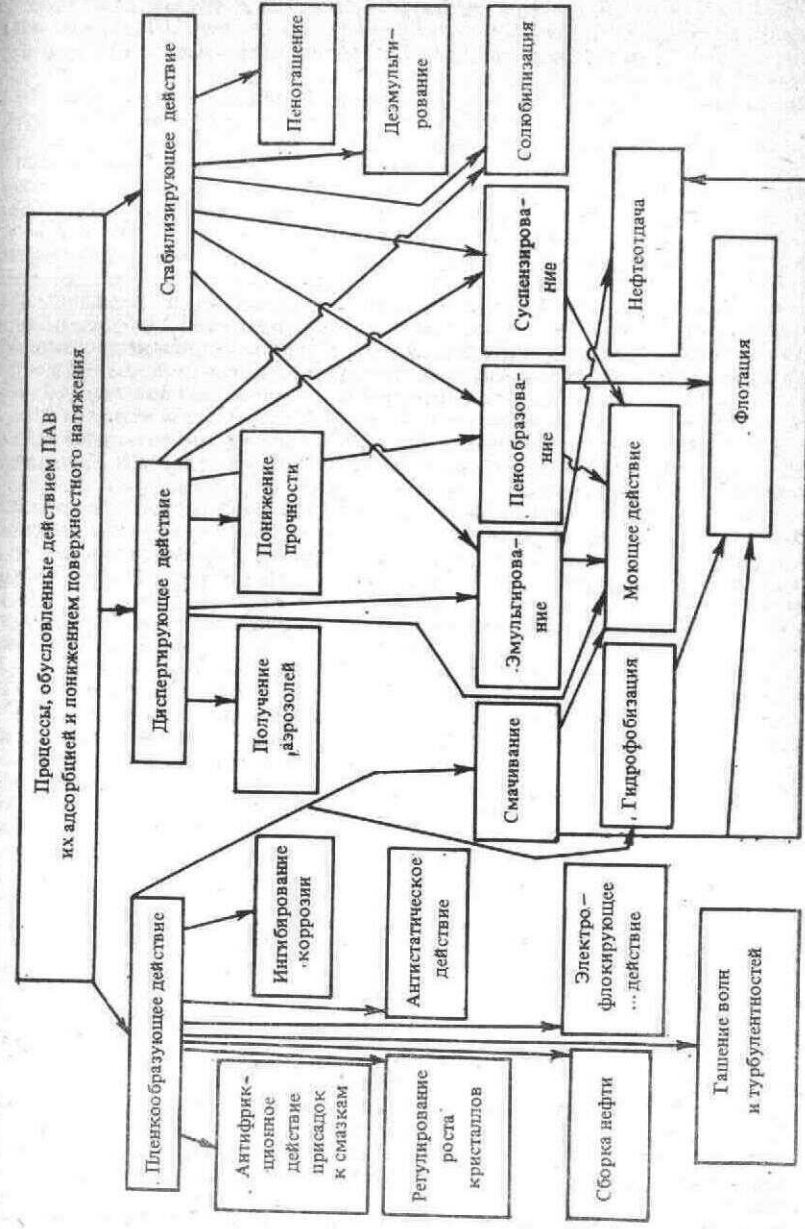 Процессы, обусловленные действием ПАВ
их адсорбцией и понижением поверхностного натяжения
Пленкообразующее действие
Диспергирующее действие
Стабилизирующее действие
Антифрик-
ционное
действие
присадок
к смазкам
Ингибирование
коррозии
Получение
аэрозолей
Понижение
прочности
Пеногашение
Регулирование
роста
кристаллов
Антистатическое
действие
Деэмульги-
рование
Смачивание
Эмульгирова-
ние
Пенообразова-
ние
Суспензирова-
ние
Солюбилизация
Сборка нефти
Электро-
флокирующее
...действие
Гидрофобизация
Моющее действие
Нефтеотдача
Гашение волн
и турбулентностей
Флотация